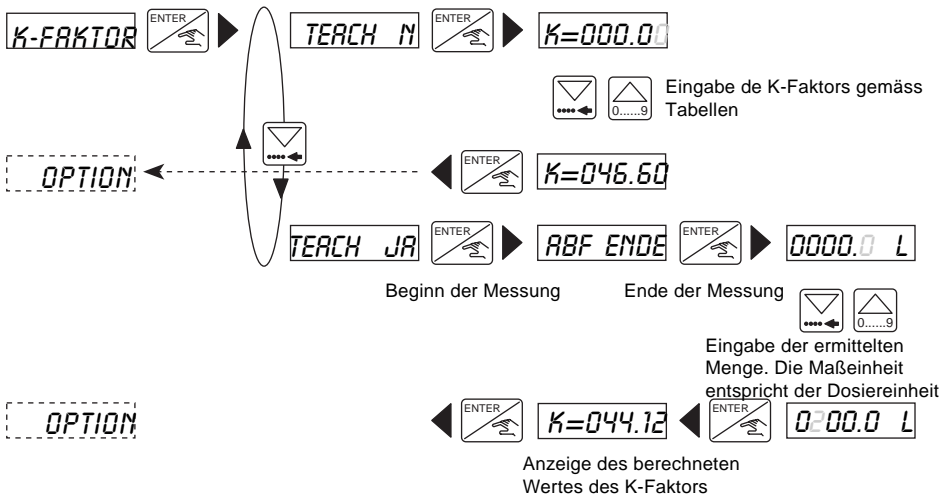 K-FAKTOR ENTER TEACH N ENTER K=000.00
0......9
Eingabe de K-Faktors gemäss
Tabellen
OPTION ENTER K=046.60
TEACH JA ENTER ABF ENDE ENTER 0000.0 L
Beginn der Messung Ende der Messung
0......9
Eingabe der ermittelten
Menge. Die Maßeinheit
entspricht der Dosiereinheit
OPTION ENTER K=044.12 ENTER 0200.0 L
Anzeige des berechneten
Wertes des K-Faktors